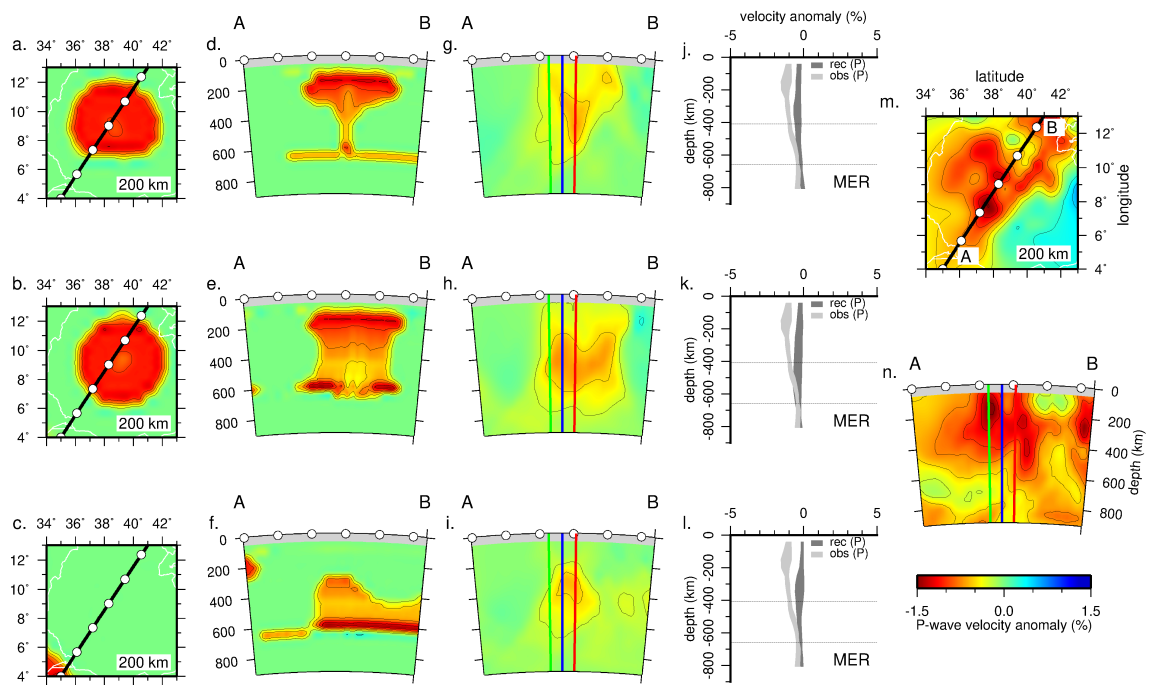 velocity anomaly (%)
A B A B -5 0 5
a. 34° 36° 38° 40° 42° d. g. j.
12° 10° 8° 6° 4°
200 km
0 200 400 600 800
0 -200 -400 -600 -800
depth (km)
rec (P)
obs (P)
MER
m. latitude
34° 36° 38° 40° 42°
12° 10° 8° 6° 4°
longitude
B
A
200 km
A B A B -5 0 5
b. 34° 36° 38° 40° 42° e. h. k.
12° 10° 8° 6° 4°
200 km
0 200 400 600 800
0 -200 -400 -600 -800
depth (km)
rec (P)
obs (P)
MER
n. A B
0 200 400 600 800
depth (km)
A B A B -5 0 5
c. 34° 36° 38° 40° 42° f. i. l.
12° 10° 8° 6° 4°
200 km
0 200 400 600 800
0 -200 -400 -600 -800
depth (km)
rec (P)
obs (P)
MER
-1.5 0.0 1.5
P-wave velocity anomaly (%)